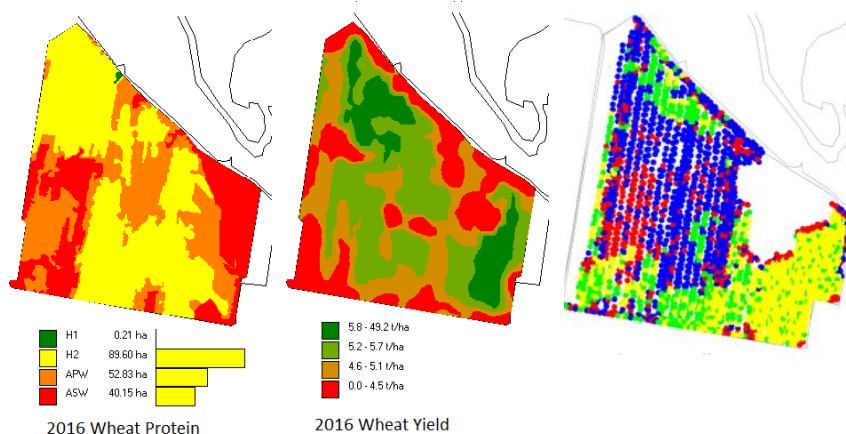 H1 0.21 ha
H2 89.60 ha
APW 52.83 ha
ASW 40.15 ha
2016 Wheat Protein
5.8 - 49.2 t/ha
5.2 - 5.7 t/ha
4.6 - 5.1 t/ha
0.0 - 4.5 t/ha
2016 Wheat Yield